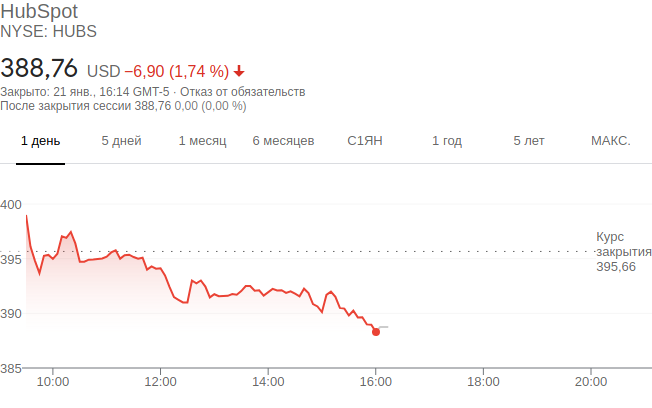 HubSpot
NYSE: HUBS
388,76 USD −6,90 (1,74 %)
Закрыто: 21 янв., 16:14 GMT-5 · Отказ от обязательств
После закрытия сессии 388,76 0,00 (0,00 %)
1 день 5 дней 1 месяц 6 месяцев С1ЯН 1 год 5 лет МАКС.
400
395
390
385
Курс
закрытия
395,66
10:00 12:00 14:00 16:00 18:00 20:00